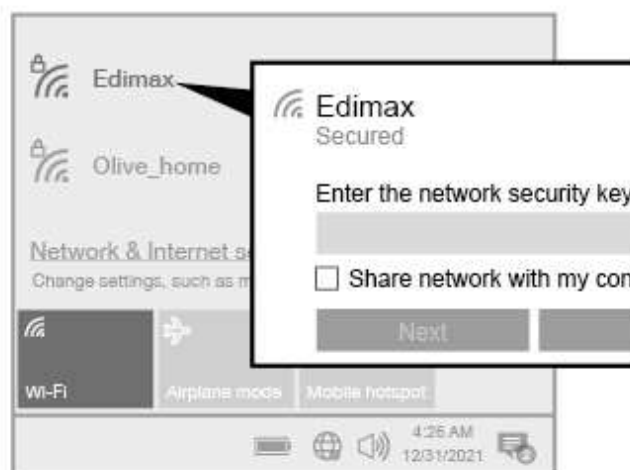 Edimax
Olive_home
Network & Internet s
Change settings, such as m
Wi-Fi
Airplane mode
Mobile hotspot
4:26 AM
12/31/2021
Edimax
Secured
Enter the network security key
Share network with my con
Next